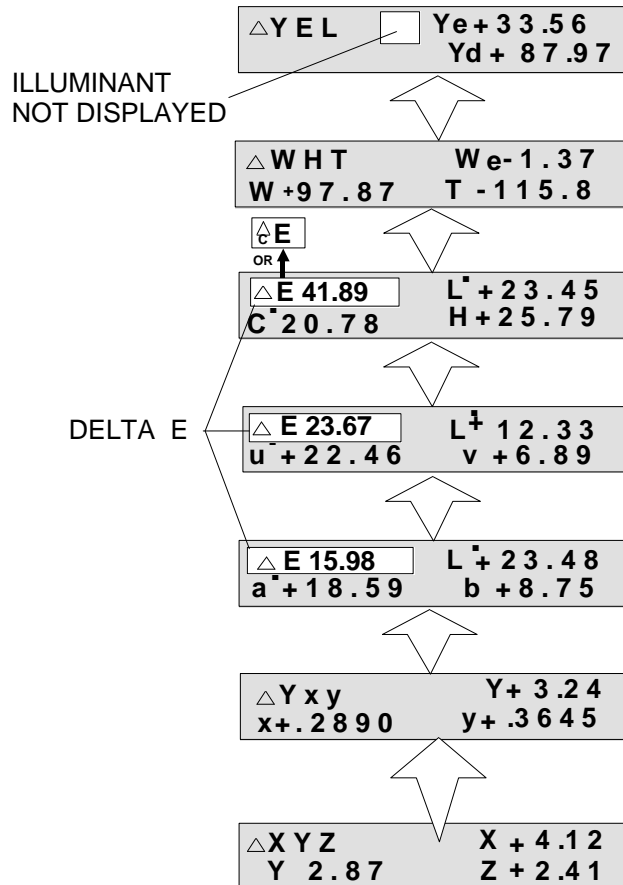 △YEL Ye+33.56
Yd+ 87.97
ILLUMINANT
NOT DISPLAYED
△WHT We-1.37
W +97.87 T -115.8
△C E
OR
△ E 41.89 L▪+23.45
C▪20.78 H+25.79
DELTA E
△ E 23.67 L‡ 12.33
u-+22.46 v +6.89
△ E 15.98 L▪+23.48
a▪+18.59 b +8.75
△Yxy Y+ 3.24
x+.2890 y+ .3645
△XYZ X + 4.12
Y 2.87 Z + 2.41